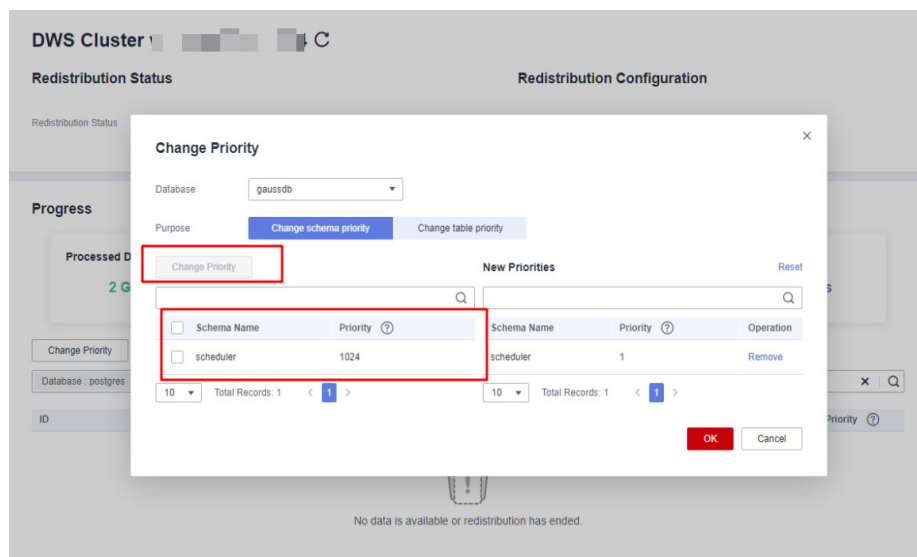 DWS Cluster
Redistribution Status
Redistribution Configuration
Redistribution Status
Change Priority
Database gaussdb
Purpose Change schema priority Change table priority
Progress
Processed D
2 G
Change Priority
New Priorities Reset
Schema Name Priority ? Schema Name Priority ? Operation
scheduler 1024 scheduler 1 Remove
Change Priority
Database : postgres
10 Total Records: 1 < 1 > 10 Total Records: 1 < 1 >
ID
Priority ?
OK Cancel
No data is available or redistribution has ended.